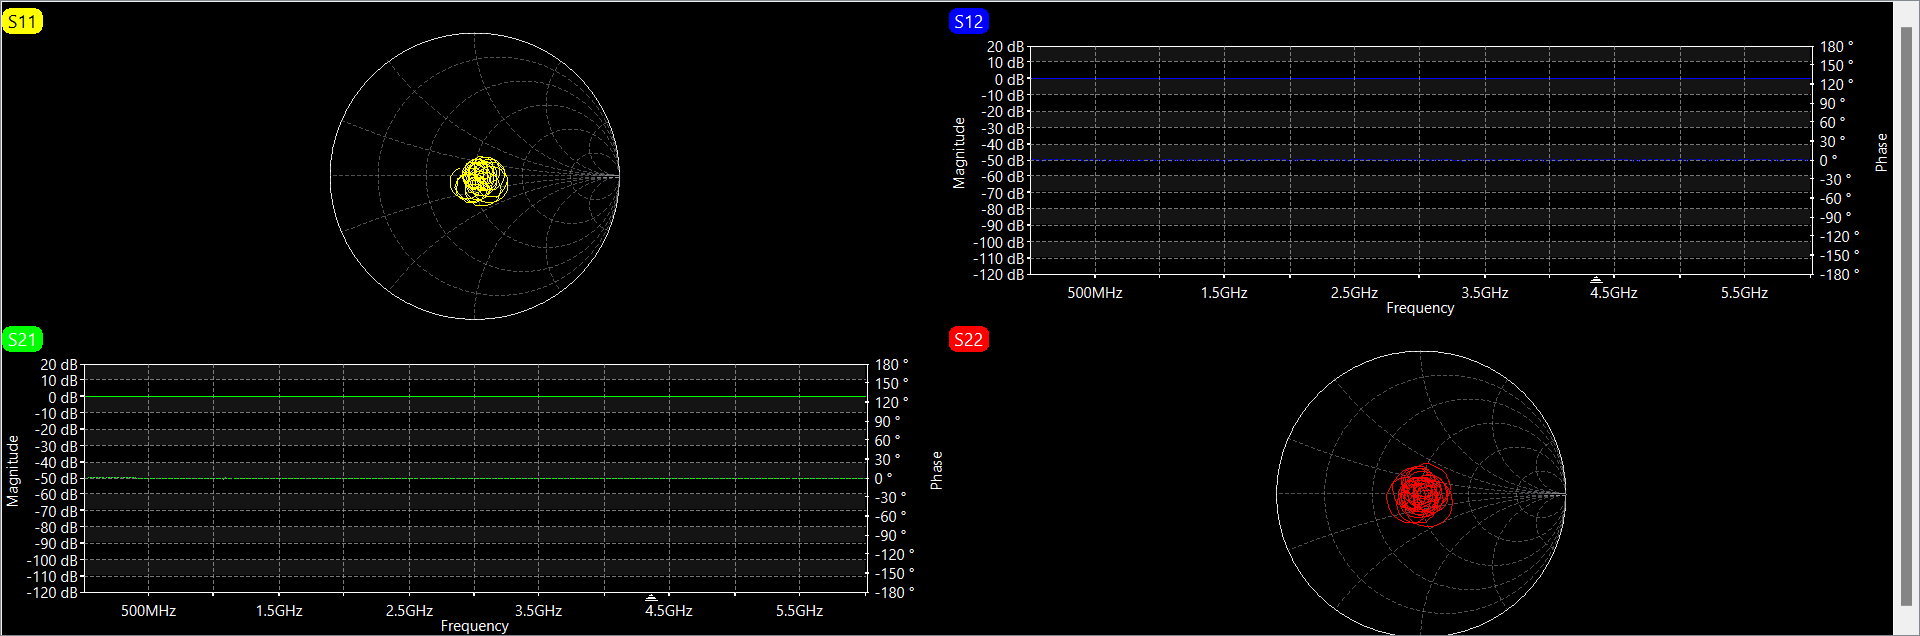 S11
S12
20 dB
10 dB
0 dB
-10 dB
-20 dB
-30 dB
-40 dB
-50 dB
-60 dB
-70 dB
-80 dB
-90 dB
-100 dB
-110 dB
-120 dB
Magnitude
180 °
150 °
120 °
90 °
60 °
30 °
0 °
-30 °
-60 °
-90 °
-120 °
-150 °
-180 °
Phase
500MHz 1.5GHz 2.5GHz 3.5GHz 4.5GHz 5.5GHz
Frequency
S21
20 dB
10 dB
0 dB
-10 dB
-20 dB
-30 dB
-40 dB
-50 dB
-60 dB
-70 dB
-80 dB
-90 dB
-100 dB
-110 dB
-120 dB
Magnitude
180 °
150 °
120 °
90 °
60 °
30 °
0 °
-30 °
-60 °
-90 °
-120 °
-150 °
-180 °
Phase
500MHz 1.5GHz 2.5GHz 3.5GHz 4.5GHz 5.5GHz
Frequency
S22